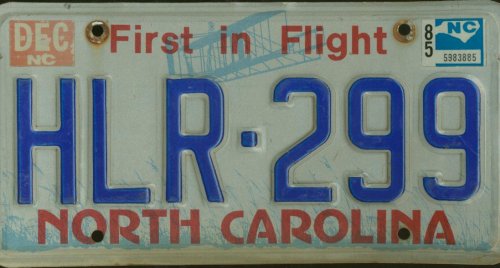 DEC
NC
First in Flight
85
NC
5983885
HLR·299
NORTH CAROLINA